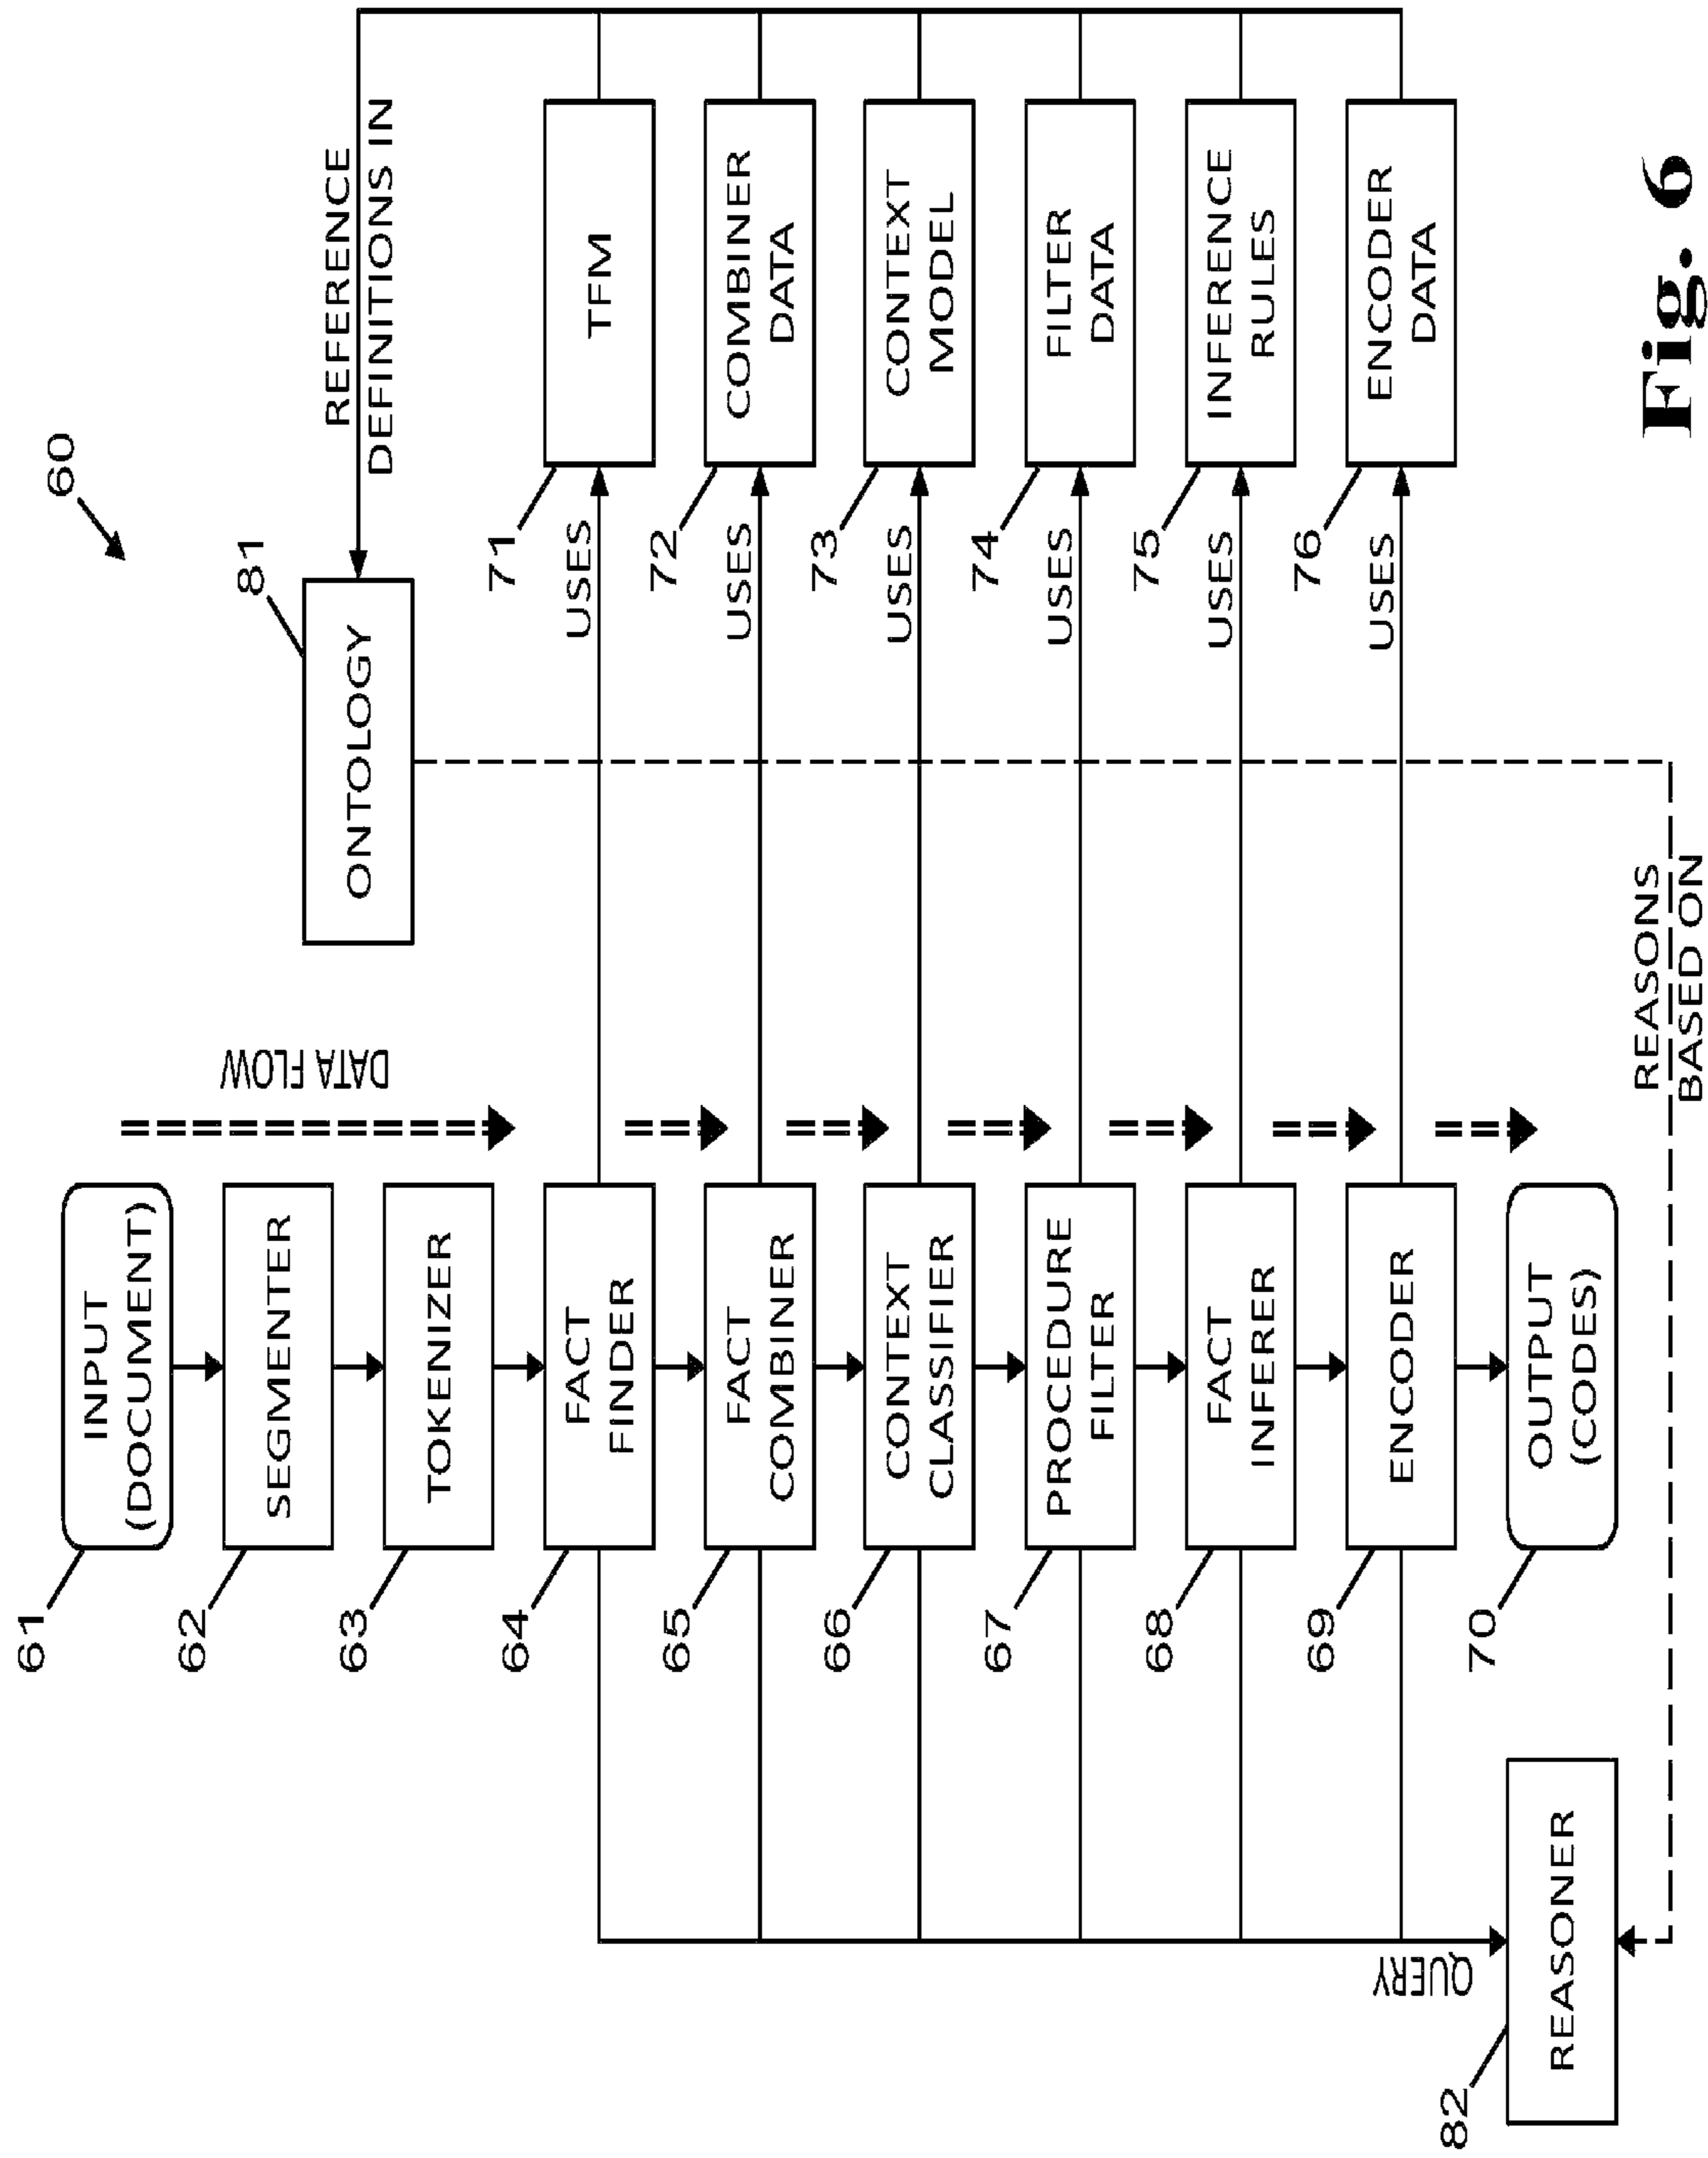 60
REFERENCE
DEFINITIONS IN
81
ONTOLOGY
DATA FLOW
61
INPUT
(DOCUMENT)
62
SEGMENTER
63
TOKENIZER
64
FACT
FINDER
USES
71
TFM
65
FACT
COMBINER
USES
72
COMBINER
DATA
66
CONTEXT
CLASSIFIER
USES
73
CONTEXT
MODEL
67
PROCEDURE
FILTER
USES
74
FILTER
DATA
68
FACT
INFERER
USES
75
INFERENCE
RULES
69
ENCODER
USES
76
ENCODER
DATA
70
OUTPUT
(CODES)
QUERY
82
REASONER
REASONS
BASED ON
Fig. 6